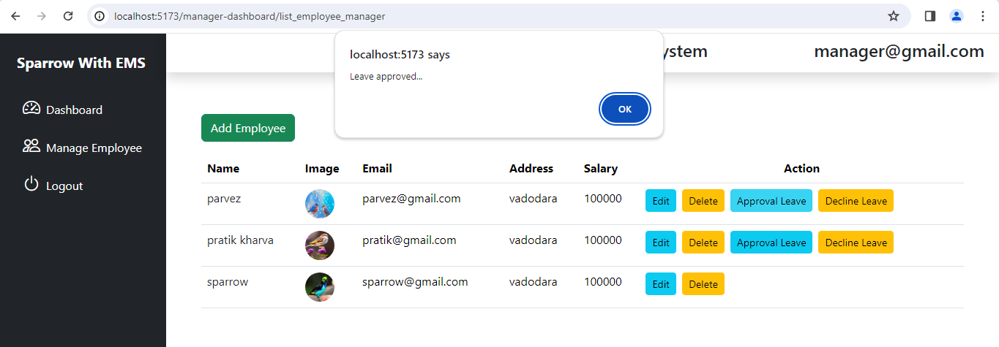 localhost:5173/manager-dashboard/list_employee_manager
Sparrow With EMS
Dashboard
Manage Employee
Logout
ystem
manager@gmail.com
localhost:5173 says
Leave approved...
OK
Add Employee
Name Image Email Address Salary Action
parvez parvez@gmail.com vadodara 100000 Edit Delete Approval Leave Decline Leave
pratik kharva pratik@gmail.com vadodara 100000 Edit Delete Approval Leave Decline Leave
sparrow sparrow@gmail.com vadodara 100000 Edit Delete